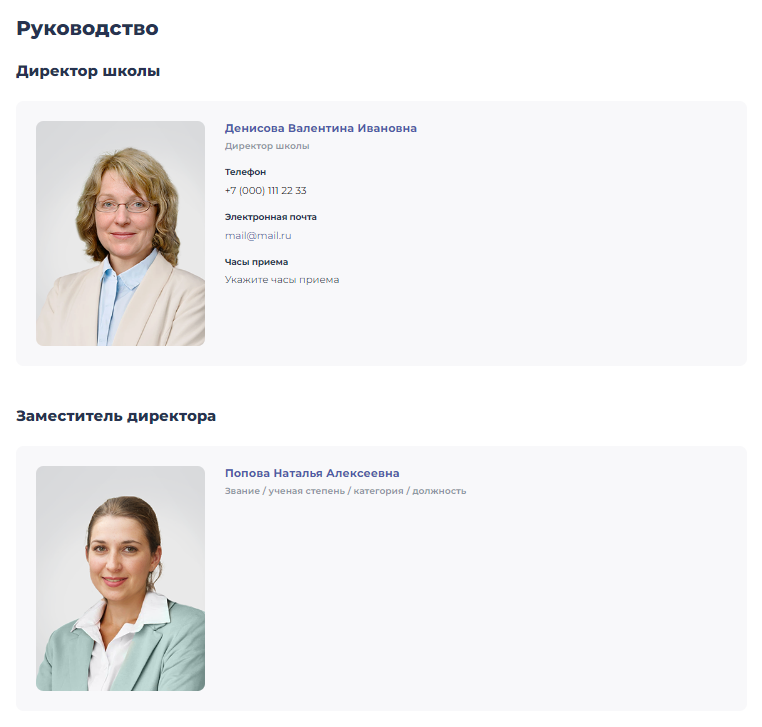 Руководство
Директор школы
Денисова Валентина Ивановна
Директор школы
Телефон
+7 (000) 111 22 33
Электронная почта
mail@mail.ru
Часы приема
Укажите часы приема
Заместитель директора
Попова Наталья Алексеевна
Звание / ученая степень / категория / должность